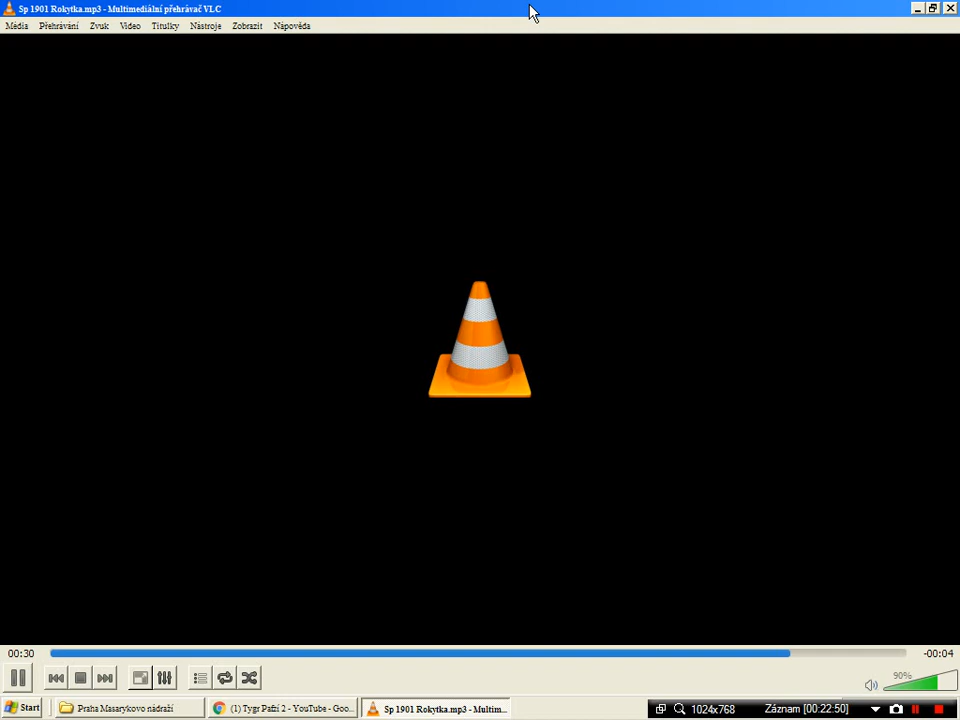 Sp 1901 Rokytka.mp3 - Multimediální přehrávač VLC
Média Přehrávání Zvuk Video Titulky Nástroje Zobrazit Nápověda
00:30 -00:04
90%
Start Praha Masarykovo nádraží (1) Tygr Pařží 2 - YouTube - Goo... Sp 1901 Rokytka.mp3 - Multim... 1024x768 Záznam [00:22:50]